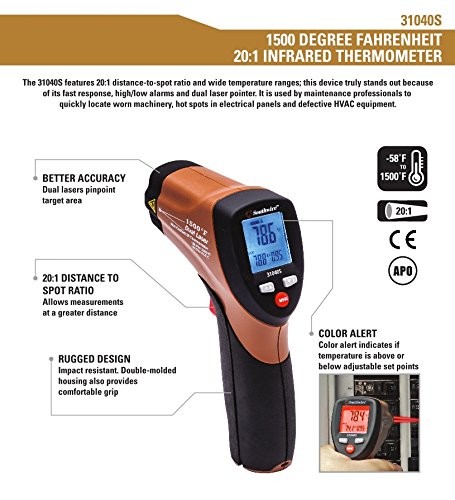 31040S
1500 DEGREE FAHRENHEIT
20:1 INFRARED THERMOMETER
The 31040S features 20:1 distance-to-spot ratio and wide temperature ranges; this device truly stands out because
of its fast response, high/low alarms and dual laser pointer. It is used by maintenance professionals to
quickly locate worn machinery, hot spots in electrical panels and defective HVAC equipment.
BETTER ACCURACY
Dual lasers pinpoint
target area
20:1 DISTANCE TO
SPOT RATIO
Allows measurements
at a greater distance
RUGGED DESIGN
Impact resistant. Double-molded
housing also provides
comfortable grip
1500°F
Dual Laser
Southwire
78.6
31040S
-58°F
TO
1500°F
20:1
CE
APO
COLOR ALERT
Color alert indicates if
temperature is above or
below adjustable set points
78.4